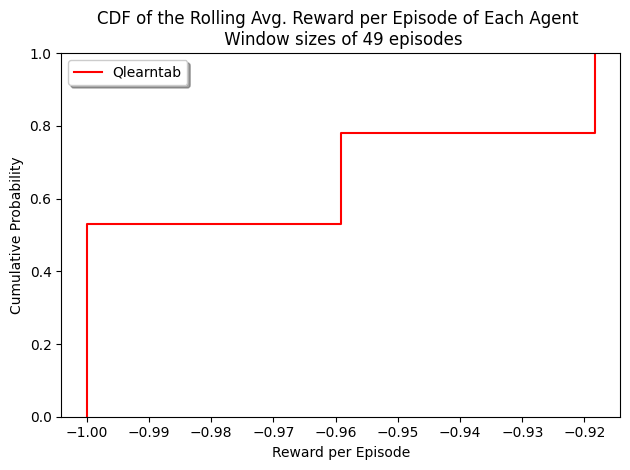 CDF of the Rolling Avg. Reward per Episode of Each Agent
Window sizes of 49 episodes
Qlearntab
1.0
0.8
0.6
0.4
0.2
0.0
Cumulative Probability
−1.00 −0.99 −0.98 −0.97 −0.96 −0.95 −0.94 −0.93 −0.92
Reward per Episode